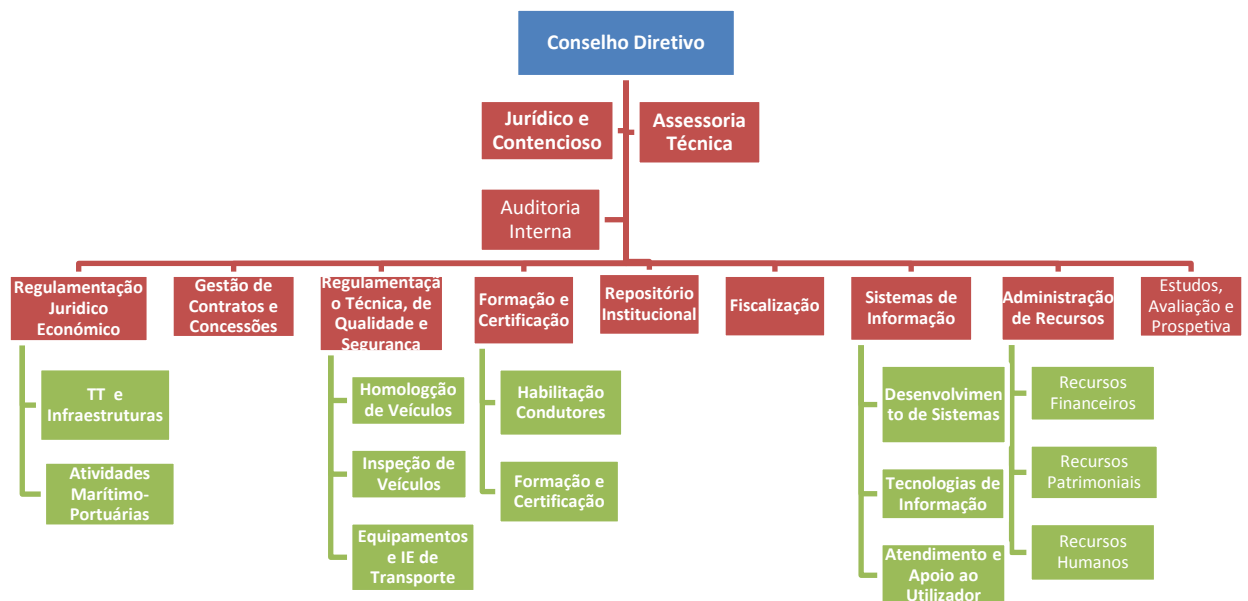 Conselho Diretivo
Jurídico e
Contencioso
Assessoria
Técnica
Auditoria
Interna
Regulamentação
Juridico
Económico
Gestão de
Contratos e
Concessões
Regulamentaçã
o Técnica, de
Qualidade e
Segurança
Formação e
Certificação
Repositório
Institucional
Fiscalização
Sistemas de
Informação
Administração
de Recursos
Estudos,
Avaliação e
Prospetiva
TT e
Infraestruturas
Atividades
Marítimo-
Portuárias
Homologção
de Veículos
Inspeção de
Veículos
Equipamentos
e IE de
Transporte
Habilitação
Condutores
Formação e
Certificação
Desenvolvimen
to de Sistemas
Tecnologias de
Informação
Atendimento e
Apoio ao
Utilizador
Recursos
Financeiros
Recursos
Patrimoniais
Recursos
Humanos